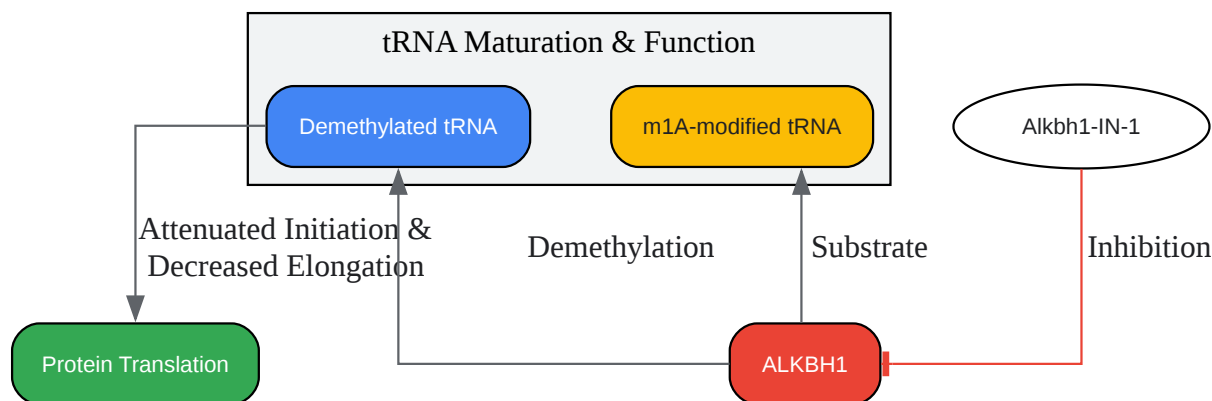 tRNA Maturation & Function
Demethylated tRNA
m1A-modified tRNA
Alkbh1-IN-1
Attenuated Initiation &
Decreased Elongation
Demethylation
Substrate
Inhibition
Protein Translation
ALKBH1